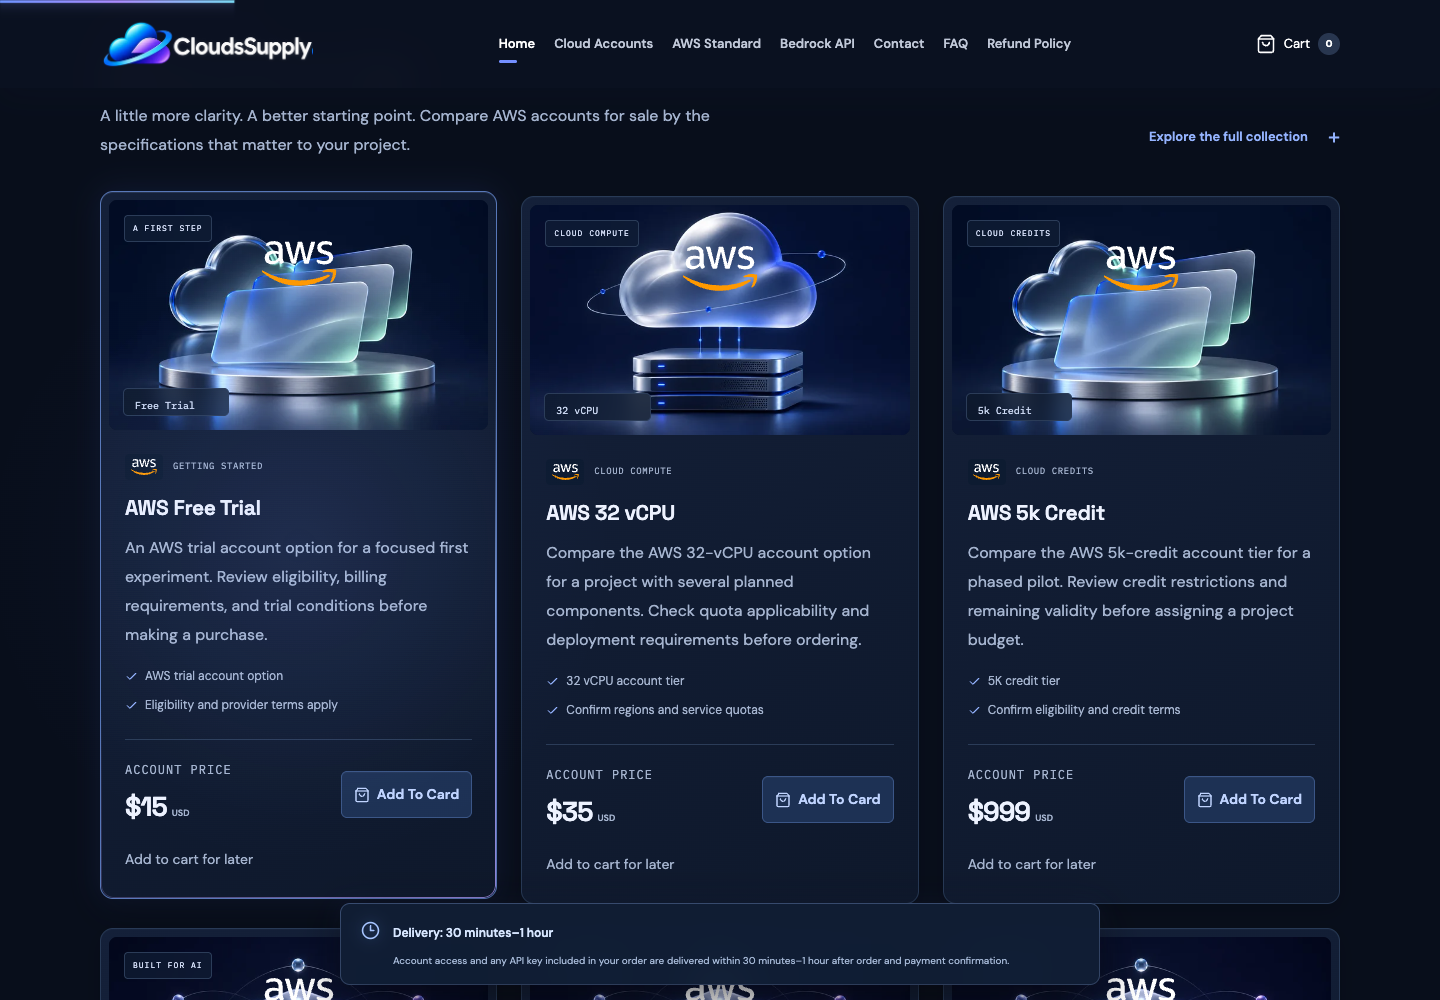 CloudsSupply
Home Cloud Accounts AWS Standard Bedrock API Contact FAQ Refund Policy
Cart 0
A little more clarity. A better starting point. Compare AWS accounts for sale by the
specifications that matter to your project.
Explore the full collection +
A FIRST STEP
aws
Free Trial
aws GETTING STARTED
AWS Free Trial
An AWS trial account option for a focused first
experiment. Review eligibility, billing
requirements, and trial conditions before
making a purchase.
AWS trial account option
Eligibility and provider terms apply
ACCOUNT PRICE
$15 USD
Add To Card
Add to cart for later
CLOUD COMPUTE
aws
32 vCPU
aws CLOUD COMPUTE
AWS 32 vCPU
Compare the AWS 32-vCPU account option
for a project with several planned
components. Check quota applicability and
deployment requirements before ordering.
32 vCPU account tier
Confirm regions and service quotas
ACCOUNT PRICE
$35 USD
Add To Card
Add to cart for later
CLOUD CREDITS
aws
5k Credit
aws CLOUD CREDITS
AWS 5k Credit
Compare the AWS 5k-credit account tier for a
phased pilot. Review credit restrictions and
remaining validity before assigning a project
budget.
5K credit tier
Confirm eligibility and credit terms
ACCOUNT PRICE
$999 USD
Add To Card
Add to cart for later
Delivery: 30 minutes–1 hour
Account access and any API key included in your order are delivered within 30 minutes–1 hour after order and payment confirmation.
BUILT FOR AI
aws
aws
aws